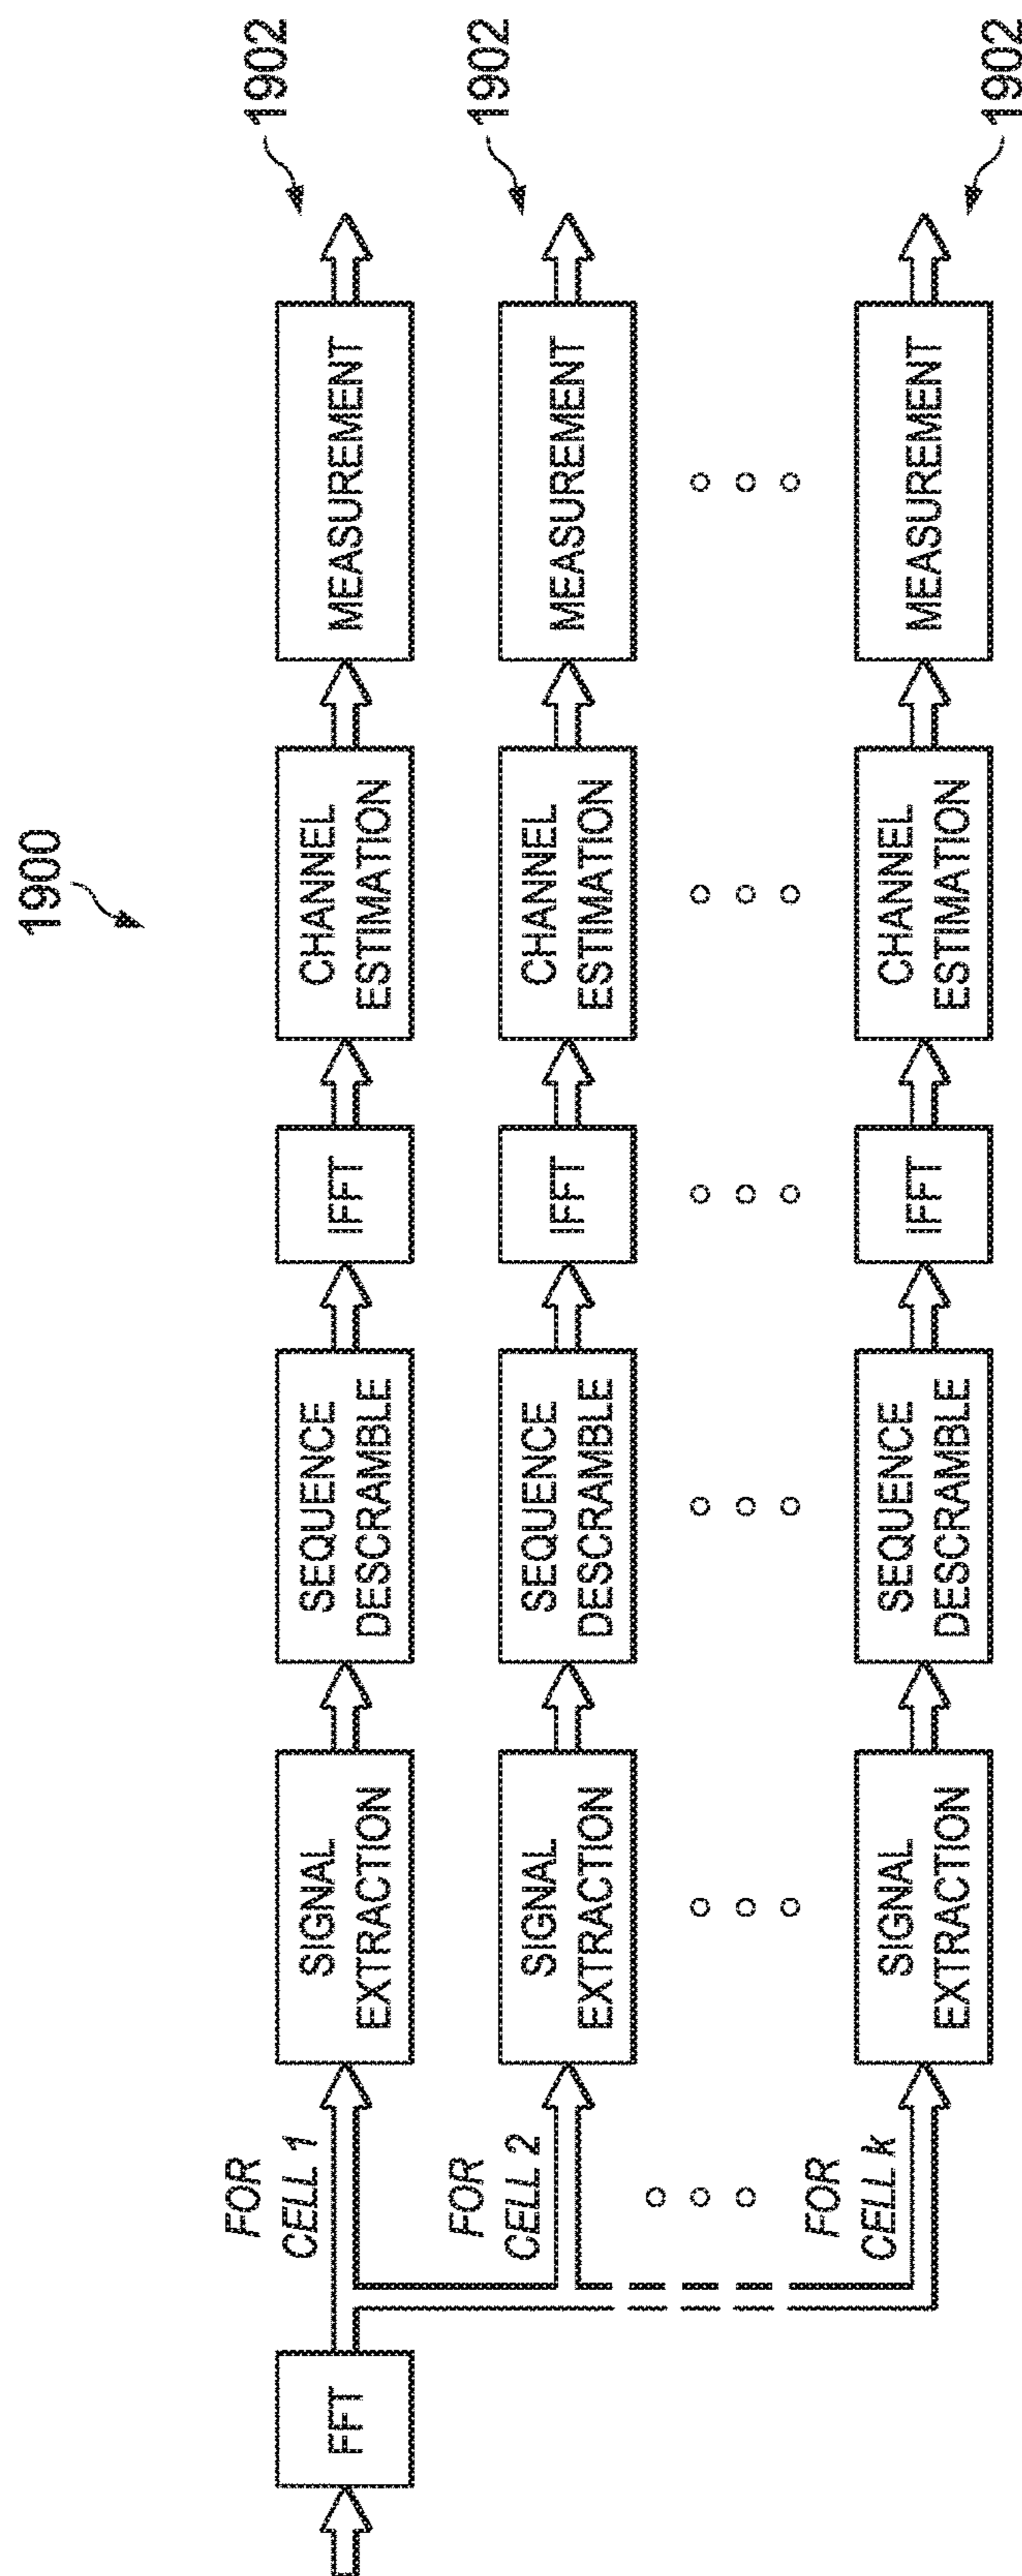 1900
FFT
FOR
CELL 1
SIGNAL
EXTRACTION
SEQUENCE
DESCRAMBLE
IFFT
CHANNEL
ESTIMATION
MEASUREMENT
1902
FOR
CELL 2
SIGNAL
EXTRACTION
SEQUENCE
DESCRAMBLE
IFFT
CHANNEL
ESTIMATION
MEASUREMENT
1902
FOR
CELL k
SIGNAL
EXTRACTION
SEQUENCE
DESCRAMBLE
IFFT
CHANNEL
ESTIMATION
MEASUREMENT
1902